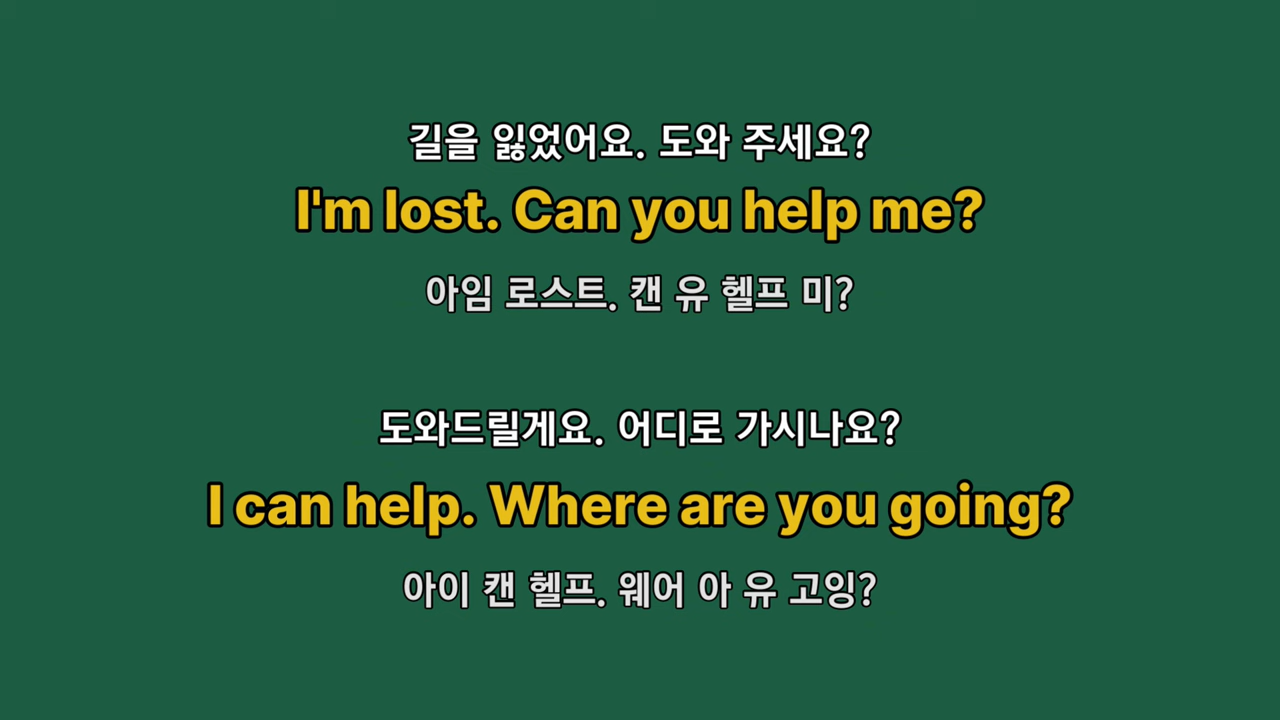 길을 잃었어요. 도와 주세요?
I'm lost. Can you help me?
아임 로스트. 캔 유 헬프 미?
도와드릴게요. 어디로 가시나요?
I can help. Where are you going?
아이 캔 헬프. 웨어 아 유 고잉?